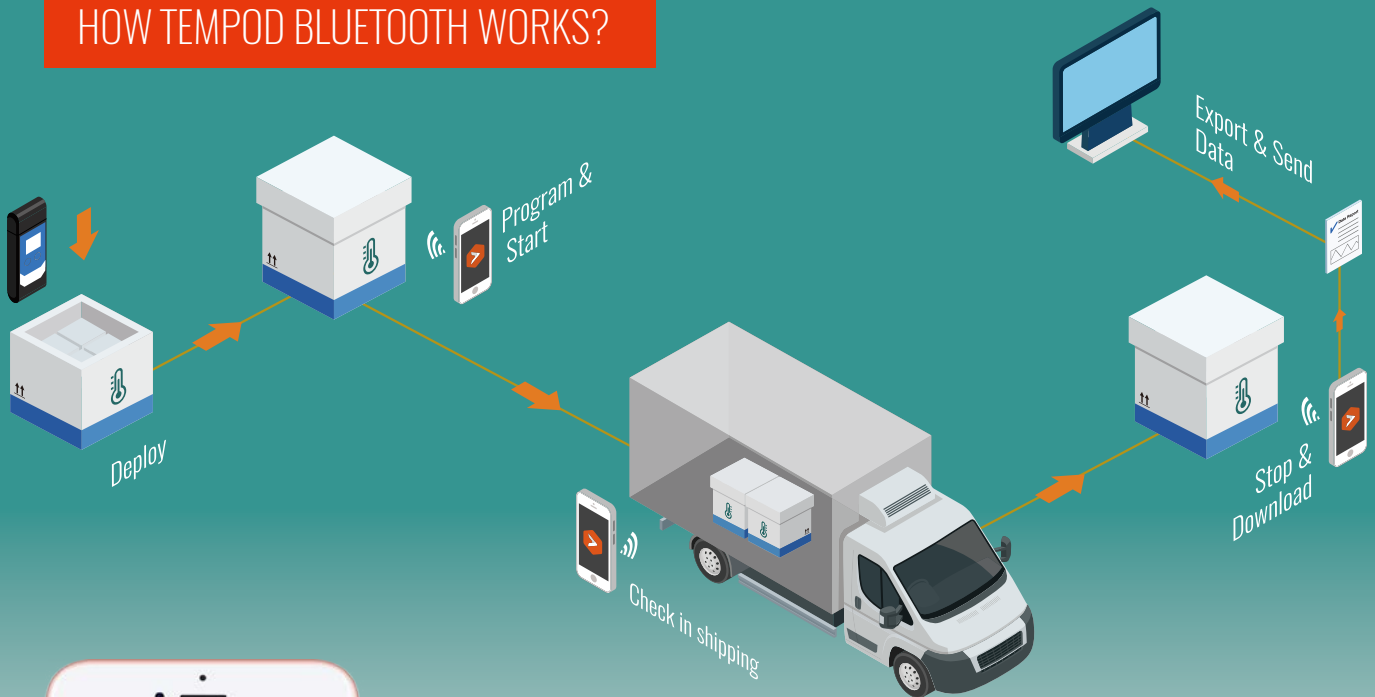 HOW TEMPOD BLUETOOTH WORKS?
Deploy
Program &
Start
Check in shipping
Stop &
Download
Export & Send
Data